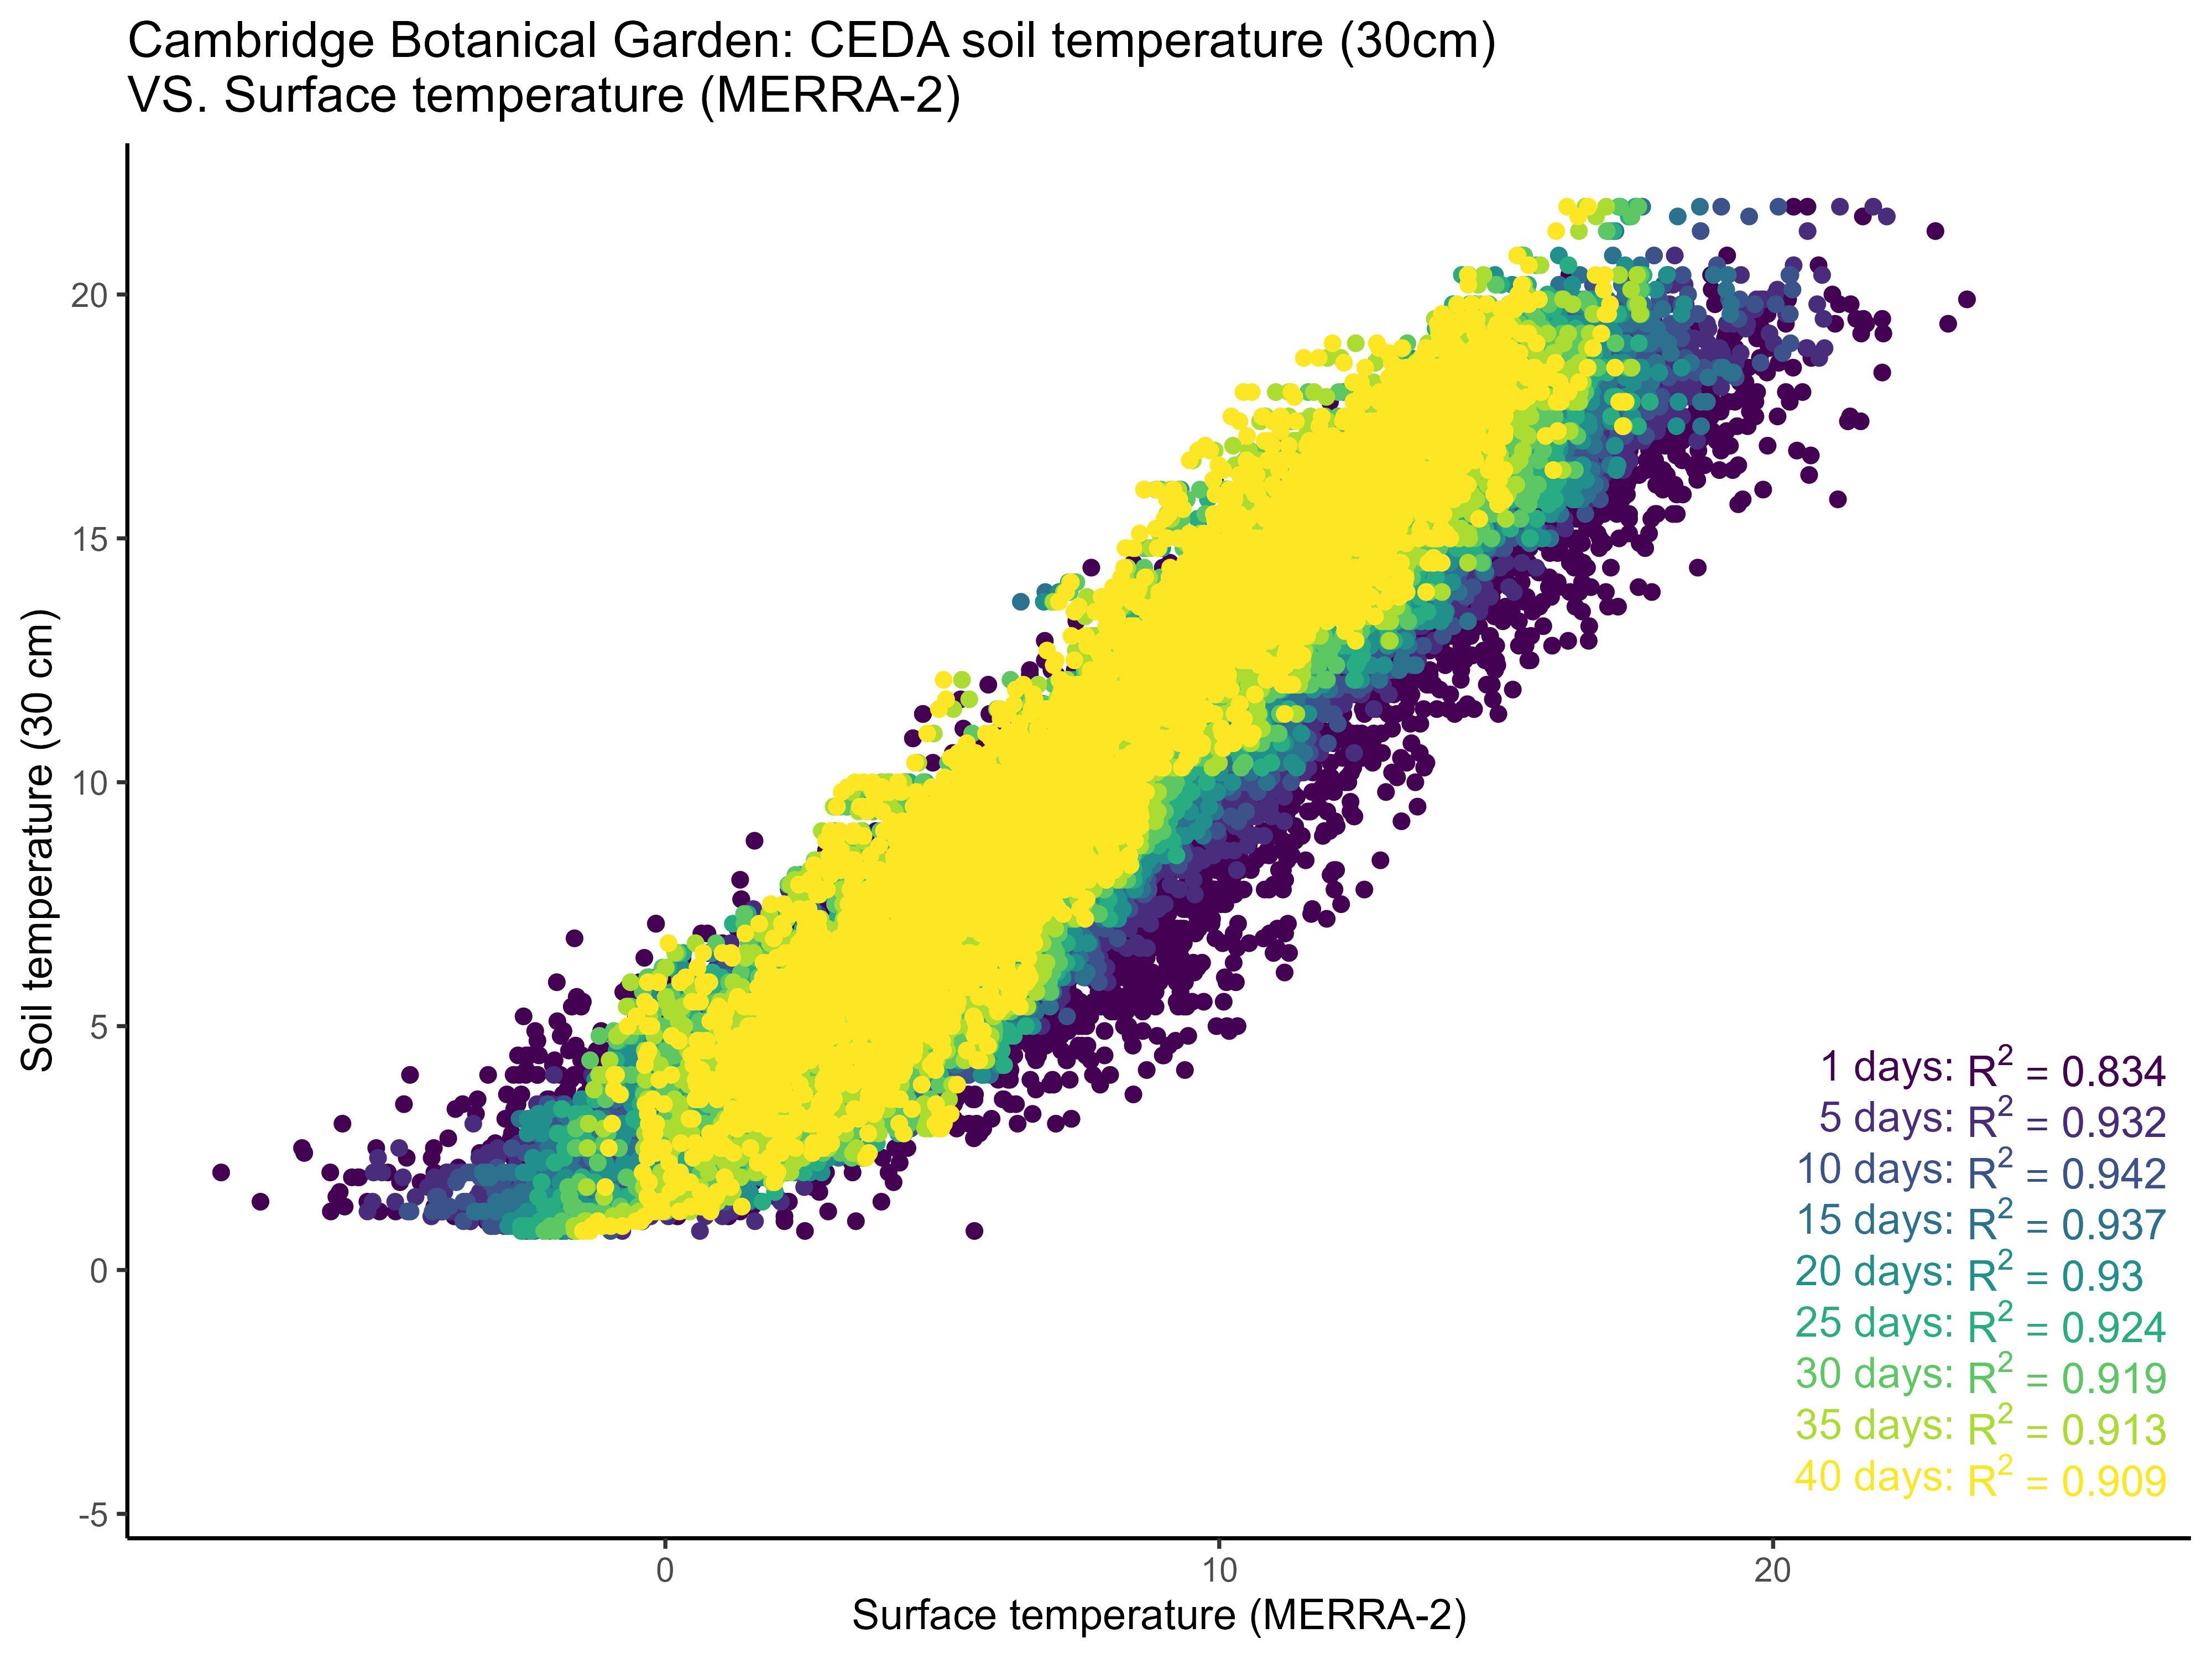 Cambridge Botanical Garden: CEDA soil temperature (30cm)
VS. Surface temperature (MERRA-2)
Soil temperature (30 cm)
20
15
10
5
0
-5
1 days: R² = 0.834
5 days: R² = 0.932
10 days: R² = 0.942
15 days: R² = 0.937
20 days: R² = 0.93
25 days: R² = 0.924
30 days: R² = 0.919
35 days: R² = 0.913
40 days: R² = 0.909
0 10 20
Surface temperature (MERRA-2)